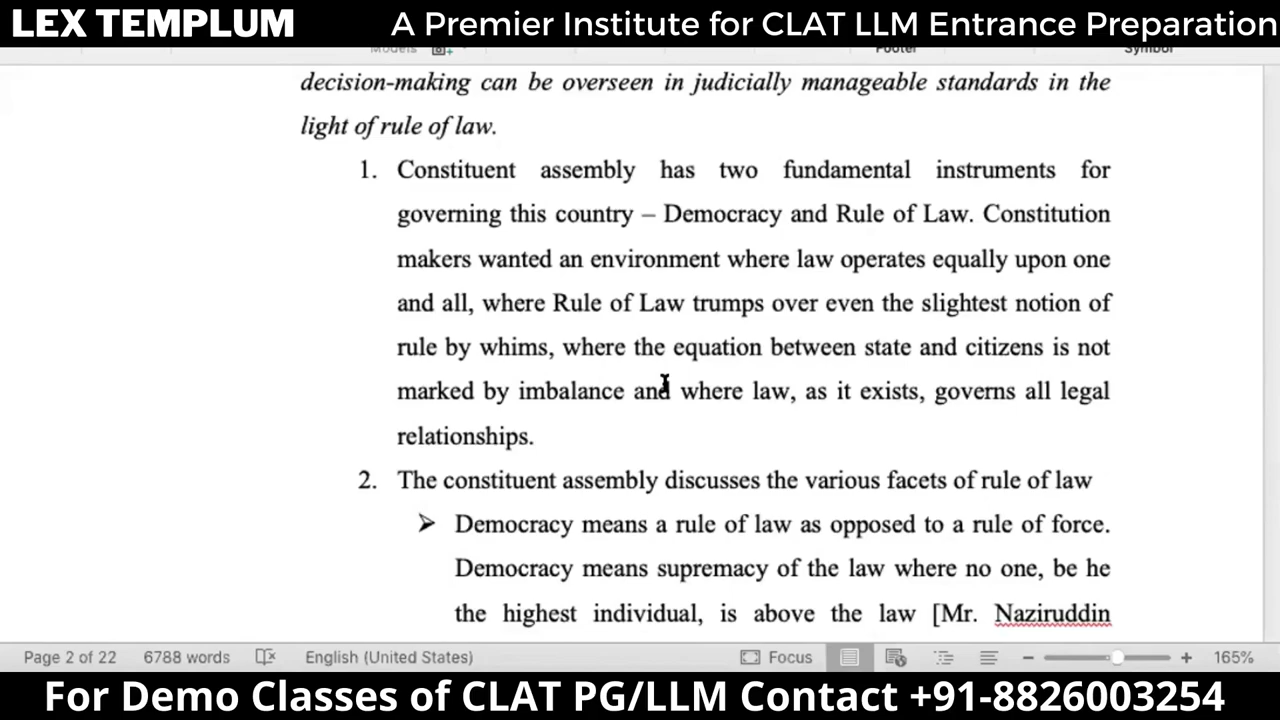 LEX TEMPLUM A Premier Institute for CLAT LLM Entrance Preparation
Models Footer Symbol
decision-making can be overseen in judicially manageable standards in the
light of rule of law.
1. Constituent assembly has two fundamental instruments for
governing this country – Democracy and Rule of Law. Constitution
makers wanted an environment where law operates equally upon one
and all, where Rule of Law trumps over even the slightest notion of
rule by whims, where the equation between state and citizens is not
marked by imbalance and where law, as it exists, governs all legal
relationships.
2. The constituent assembly discusses the various facets of rule of law
➢ Democracy means a rule of law as opposed to a rule of force.
Democracy means supremacy of the law where no one, be he
the highest individual, is above the law [Mr. Naziruddin
Page 2 of 22 6788 words English (United States) Focus 165%
For Demo Classes of CLAT PG/LLM Contact +91-8826003254